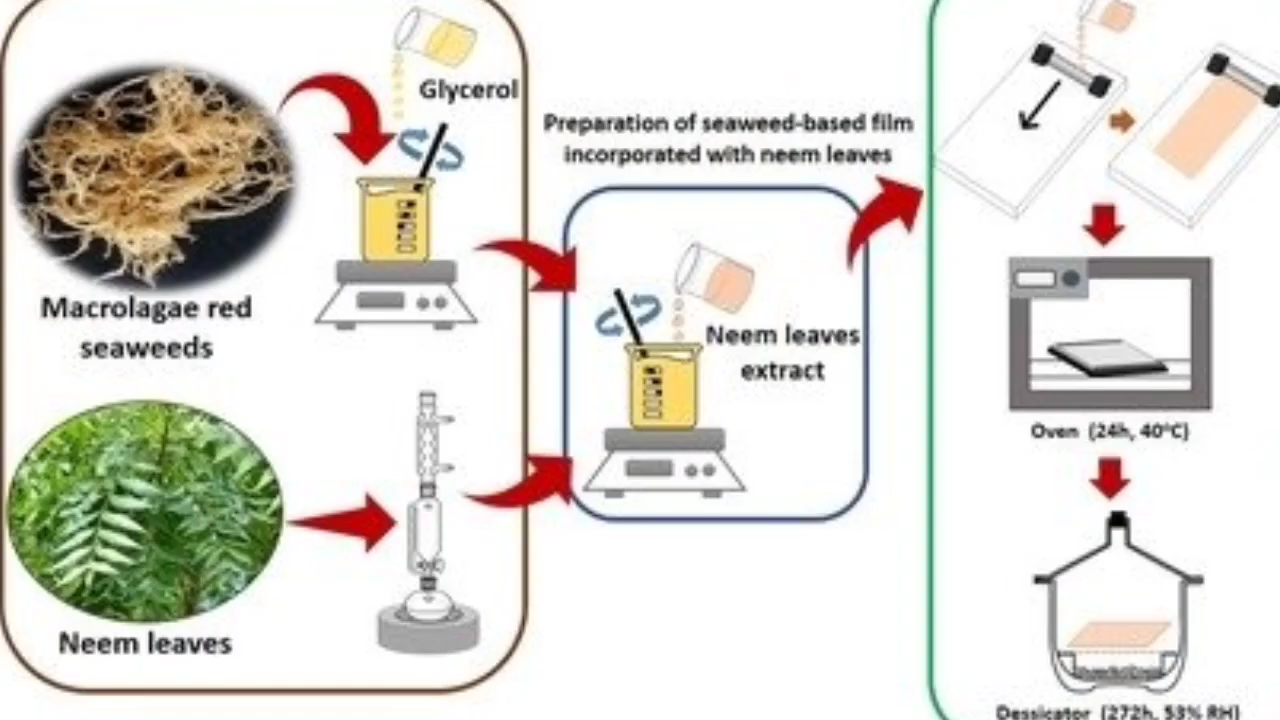 Glycerol
Macrolagae red
seaweeds
Neem leaves
Preparation of seaweed-based film
incorporated with neem leaves
Neem leaves
extract
Oven (24h, 40°C)
Dessicator (272h, 53% RH)